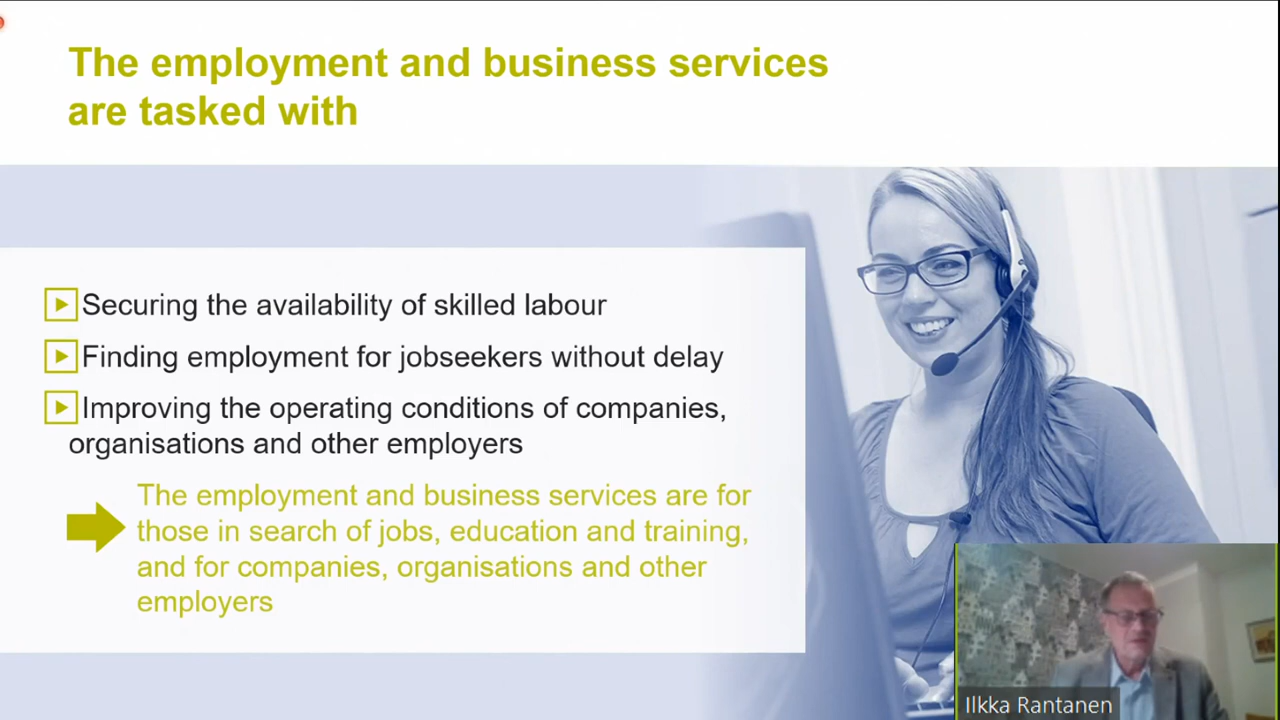 The employment and business services
are tasked with
Securing the availability of skilled labour
Finding employment for jobseekers without delay
Improving the operating conditions of companies,
organisations and other employers
The employment and business services are for
those in search of jobs, education and training,
and for companies, organisations and other
employers
Ilkka Rantanen